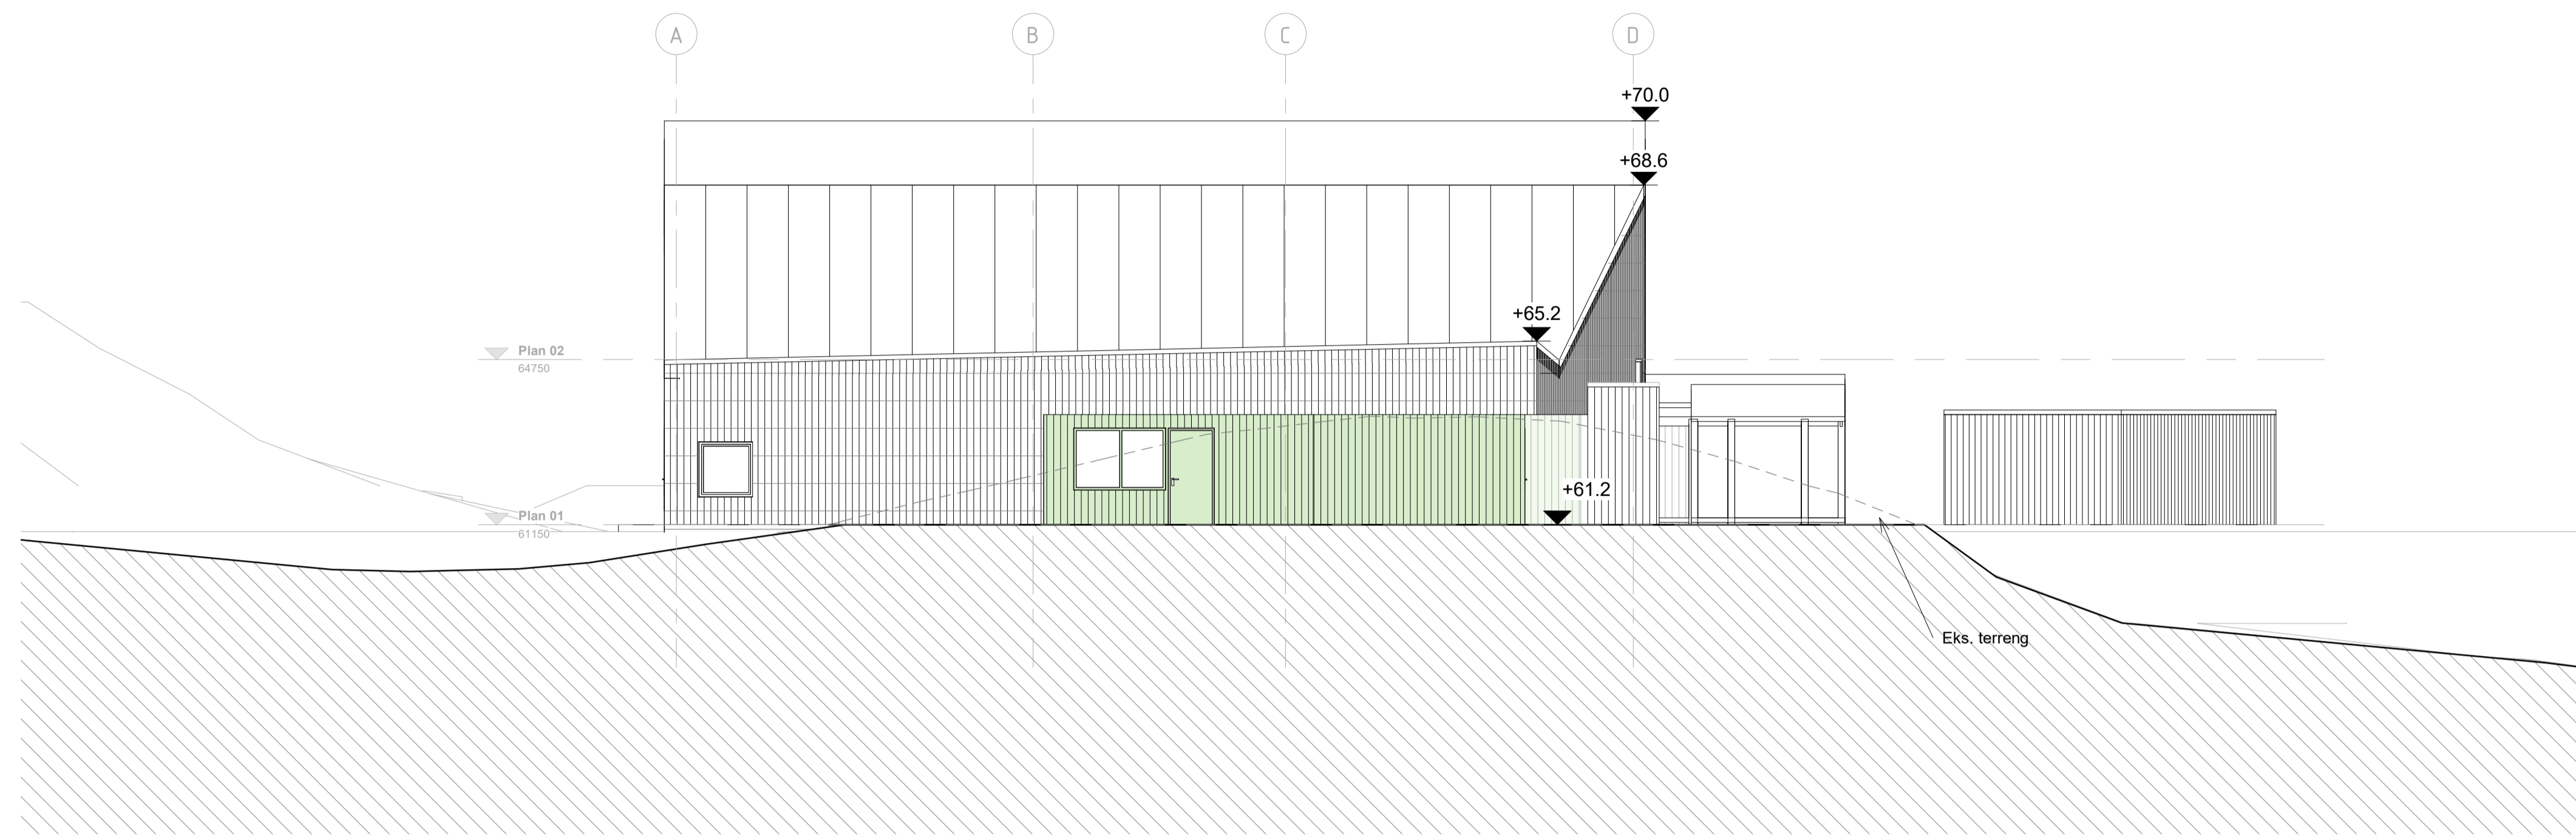 A
B
C
D
+70.0
+68.6
+65.2
Plan 02
64750
+61.2
Plan 01
61150
Eks. terreng